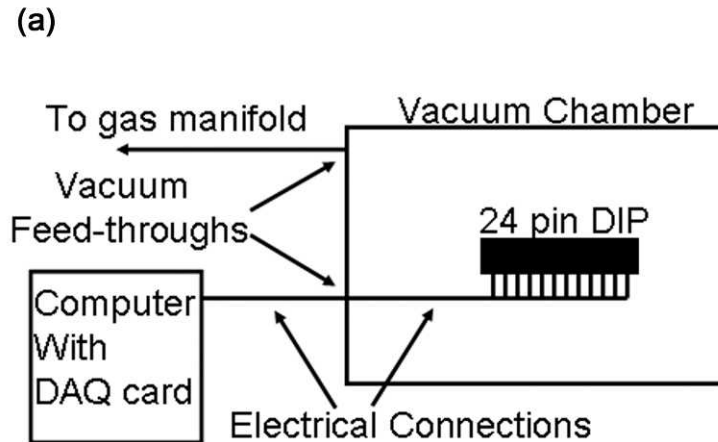 (a)
Vacuum Chamber
To gas manifold
Vacuum
Feed-throughs
24 pin DIP
Computer
With
DAQ card
Electrical Connections